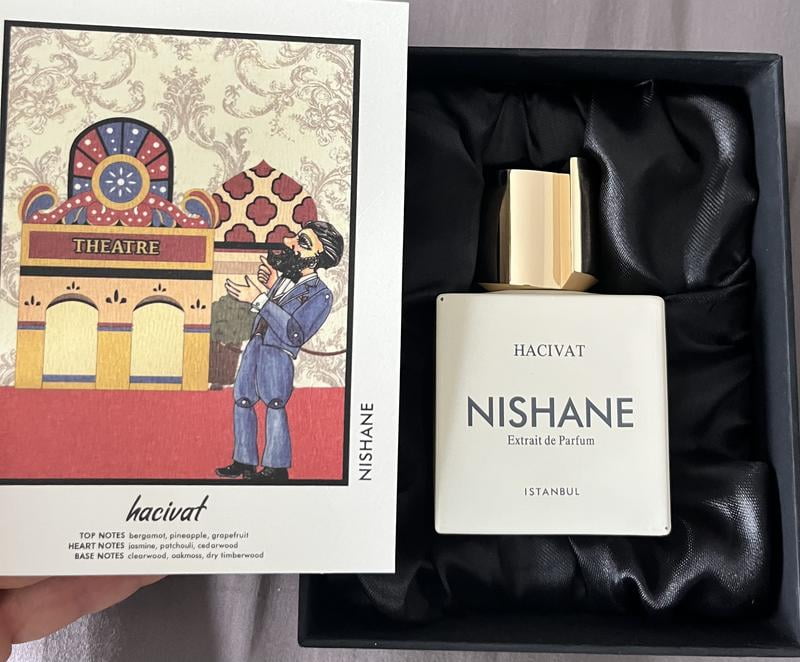 THEATRE
NISHANE
hacivat
TOP NOTES bergamot, pineapple, grapefruit
HEART NOTES jasmine, patchouli, cedarwood
BASE NOTES clearwood, oakmoss, dry timberwood
HACIVAT
NISHANE
Extrait de Parfum
ISTANBUL